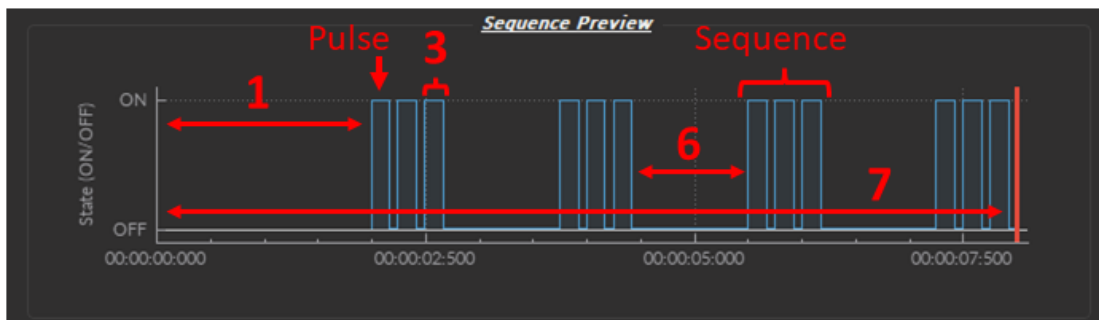 Sequence Preview
Pulse
3
Sequence
1
ON
6
7
State (ON/OFF)
OFF
00:00:00:000
00:00:02:500
00:00:05:000
00:00:07:500